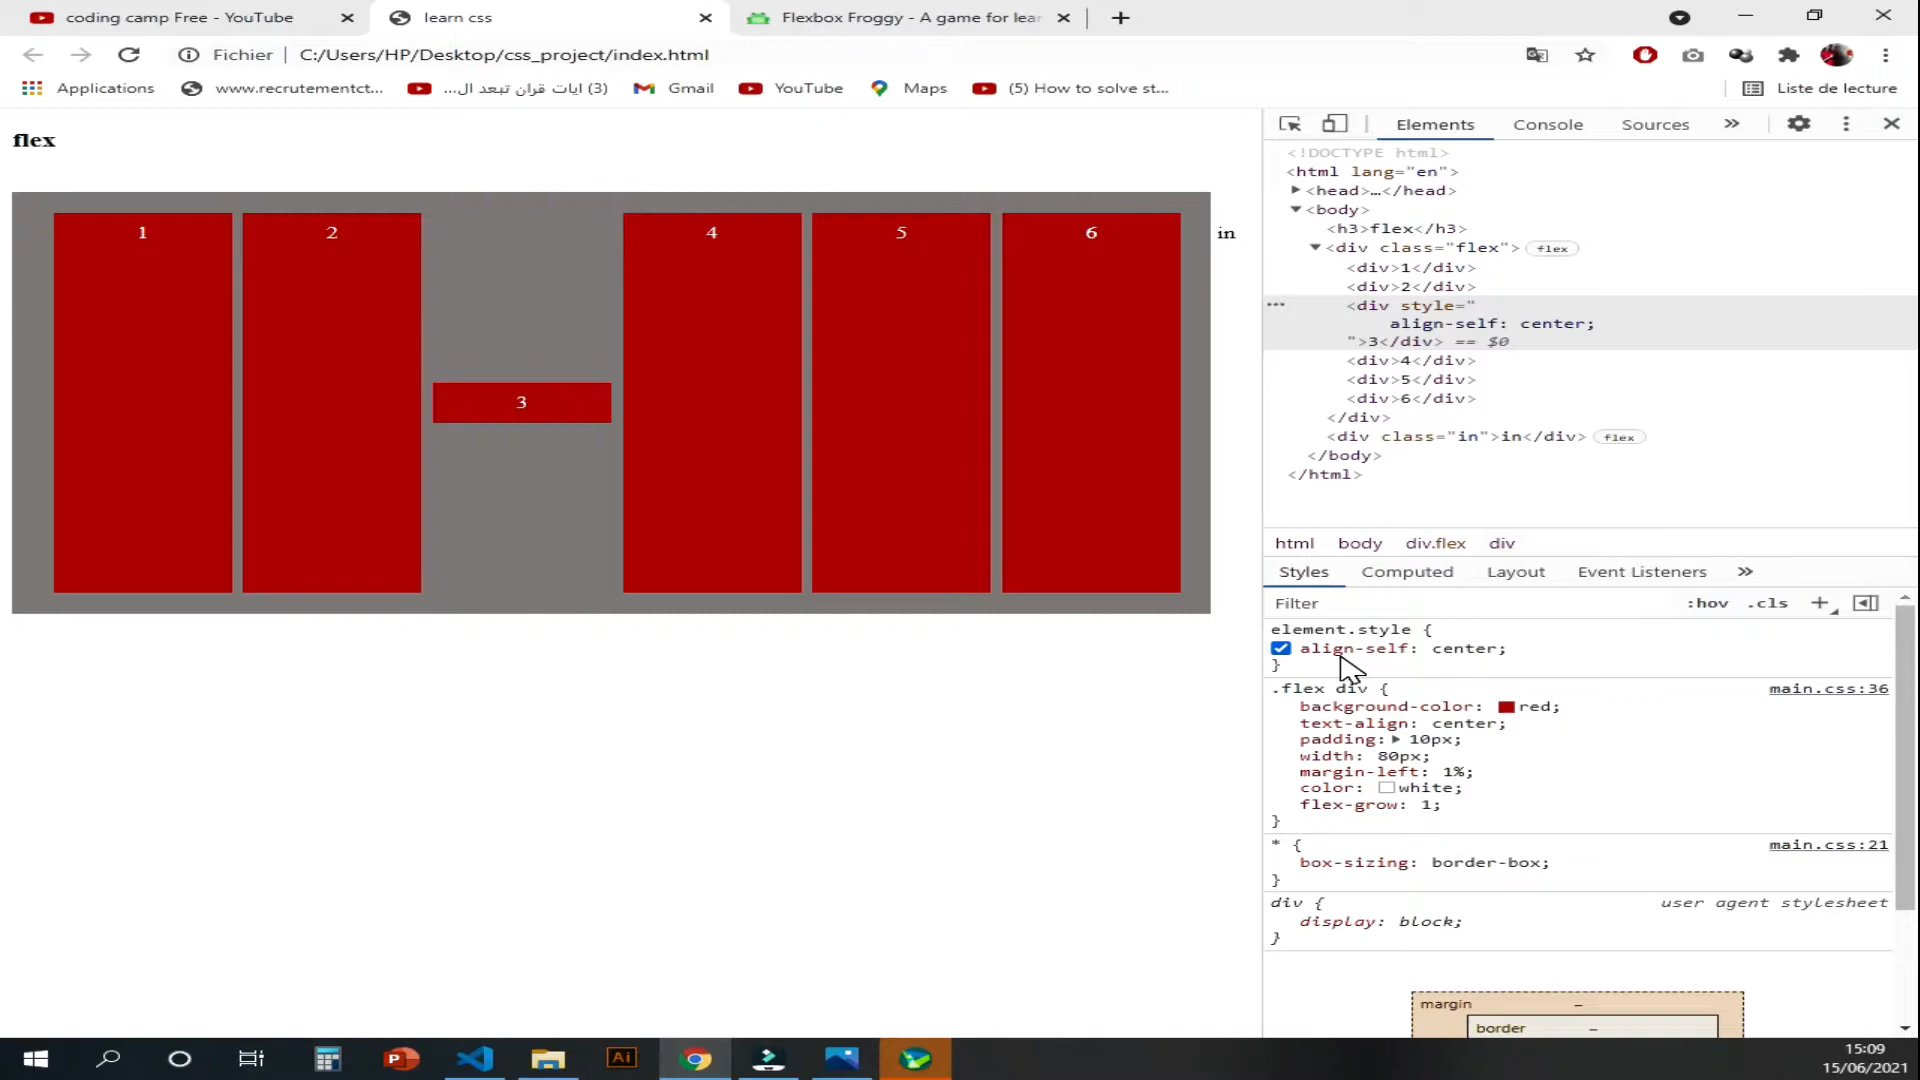 coding camp Free - YouTube
learn css
Flexbox Froggy - A game for lea
Fichier
C:/Users/HP/Desktop/css_project/index.html
Applications
www.recrutementct...
(3) ايات قران تبعد ال...
Gmail
YouTube
Maps
(5) How to solve st...
Liste de lecture
flex
1
2
3
4
5
6
in
Elements
Console
Sources
<!DOCTYPE html>
<html lang="en">
<head>…</head>
<body>
<h3>flex</h3>
<div class="flex"> flex
<div>1</div>
<div>2</div>
<div style="
align-self: center;
">3</div> == $0
<div>4</div>
<div>5</div>
<div>6</div>
</div>
<div class="in">in</div> flex
</body>
</html>
html body div.flex div
Styles
Computed
Layout
Event Listeners
Filter
:hov .cls
element.style {
align-self: center;
}
.flex div {
main.css:36
background-color: red;
text-align: center;
padding: 10px;
width: 80px;
margin-left: 1%;
color: white;
flex-grow: 1;
}
* {
main.css:21
box-sizing: border-box;
}
div {
user agent stylesheet
display: block;
}
margin –
border –
P
Ai
15:09
15/06/2021